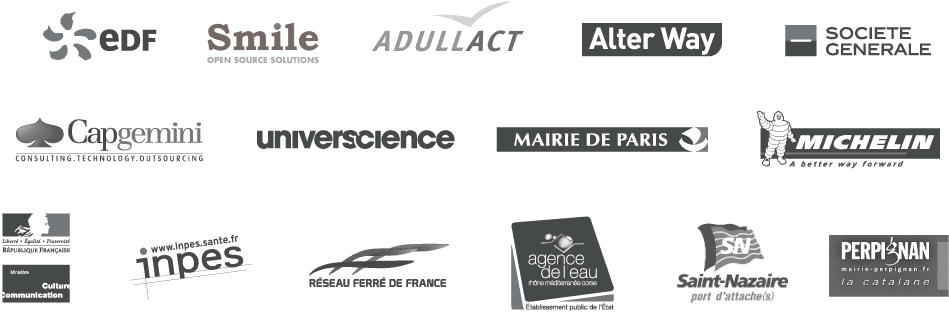 eDF
Smile
OPEN SOURCE SOLUTIONS
ADULLACT
Alter Way
SOCIETE
GENERALE
Capgemini
CONSULTING.TECHNOLOGY.OUTSOURCING
universcience
MAIRIE DE PARIS
MICHELIN
A better way forward
Liberté • Égalité • Fraternité
RÉPUBLIQUE FRANÇAISE
Ministère
Culture
Communication
www.inpes.sante.fr
inpes
RÉSEAU FERRÉ DE FRANCE
agence
de l'eau
rhône méditerranée corse
Établissement public de l'État
SN
Saint-Nazaire
port d'attache(s)
PERPIGNAN
mairie-perpignan.fr
la catalane